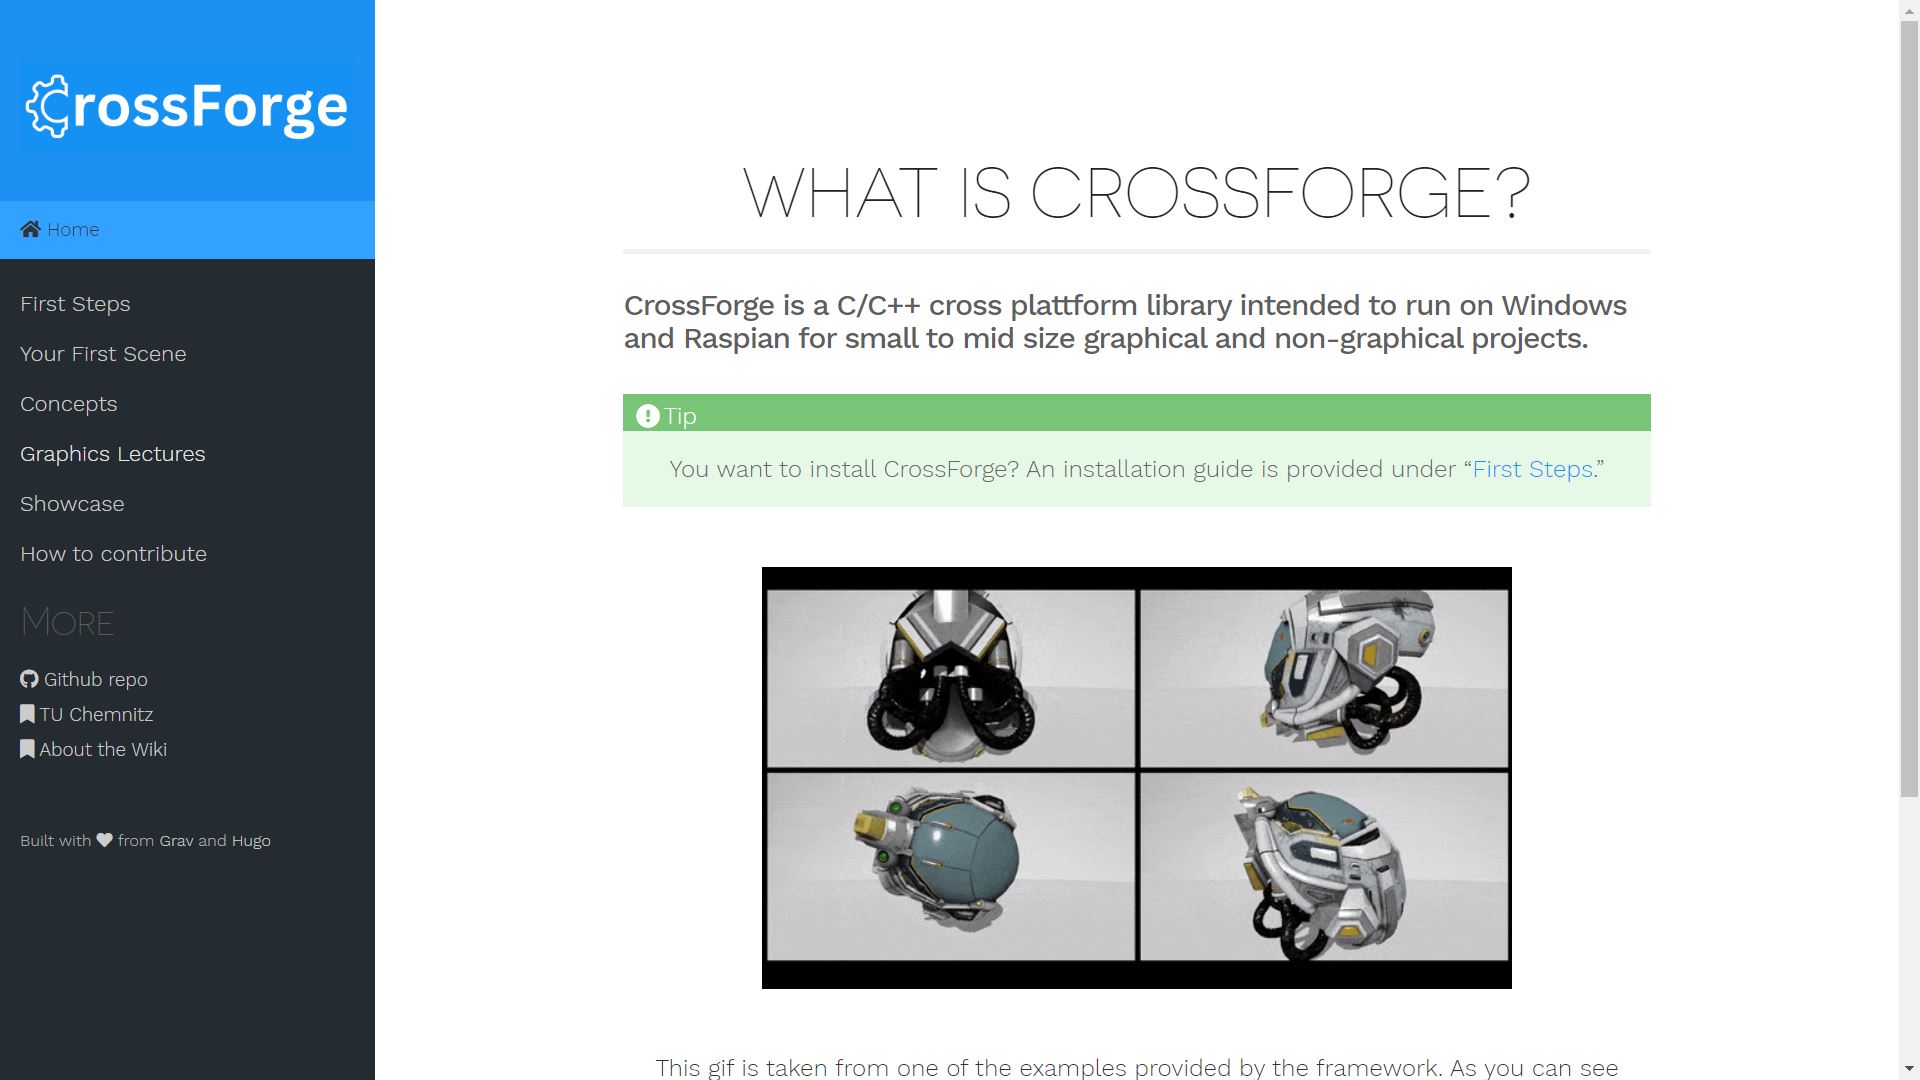 CrossForge
Home
First Steps
Your First Scene
Concepts
Graphics Lectures
Showcase
How to contribute
MORE
Github repo
TU Chemnitz
About the Wiki
Built with from Grav and Hugo
WHAT IS CROSSFORGE?
CrossForge is a C/C++ cross plattform library intended to run on Windows
and Raspian for small to mid size graphical and non-graphical projects.
Tip
You want to install CrossForge? An installation guide is provided under “First Steps.”
This gif is taken from one of the examples provided by the framework. As you can see